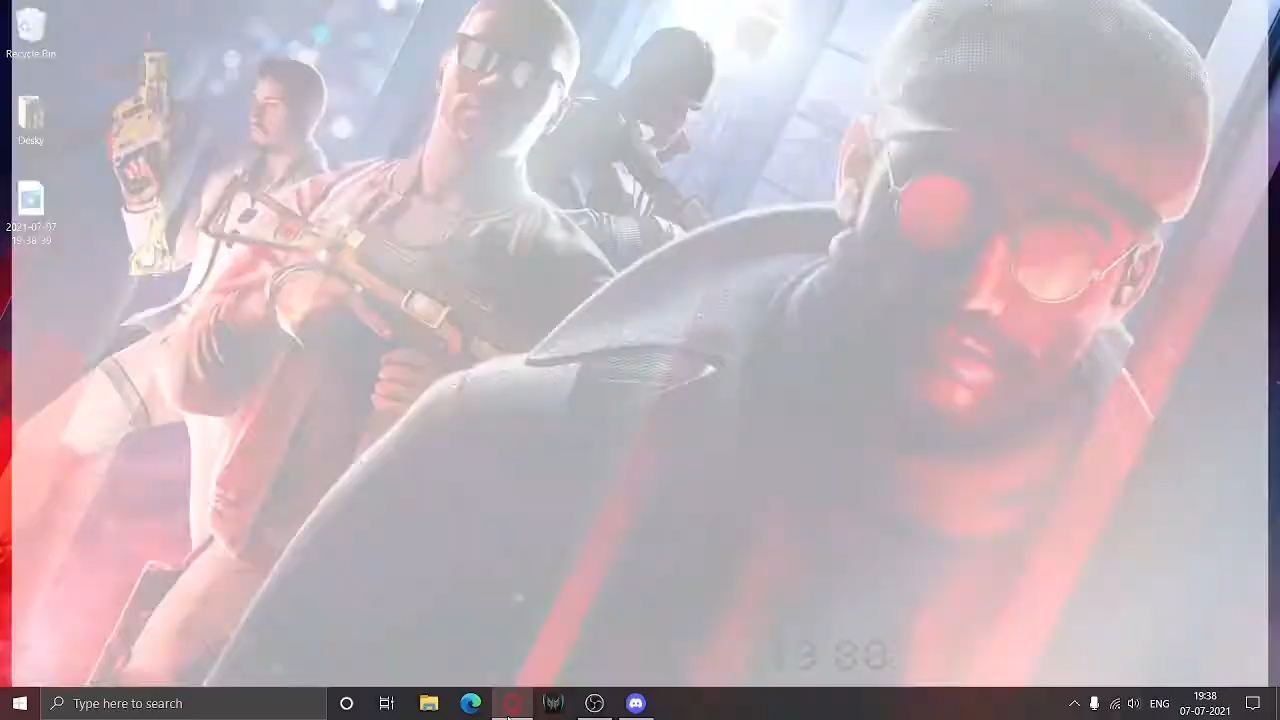 Recycle Bin
Desky
2021-07-07
19-38-39
Type here to search
ENG
19:38
07-07-2021